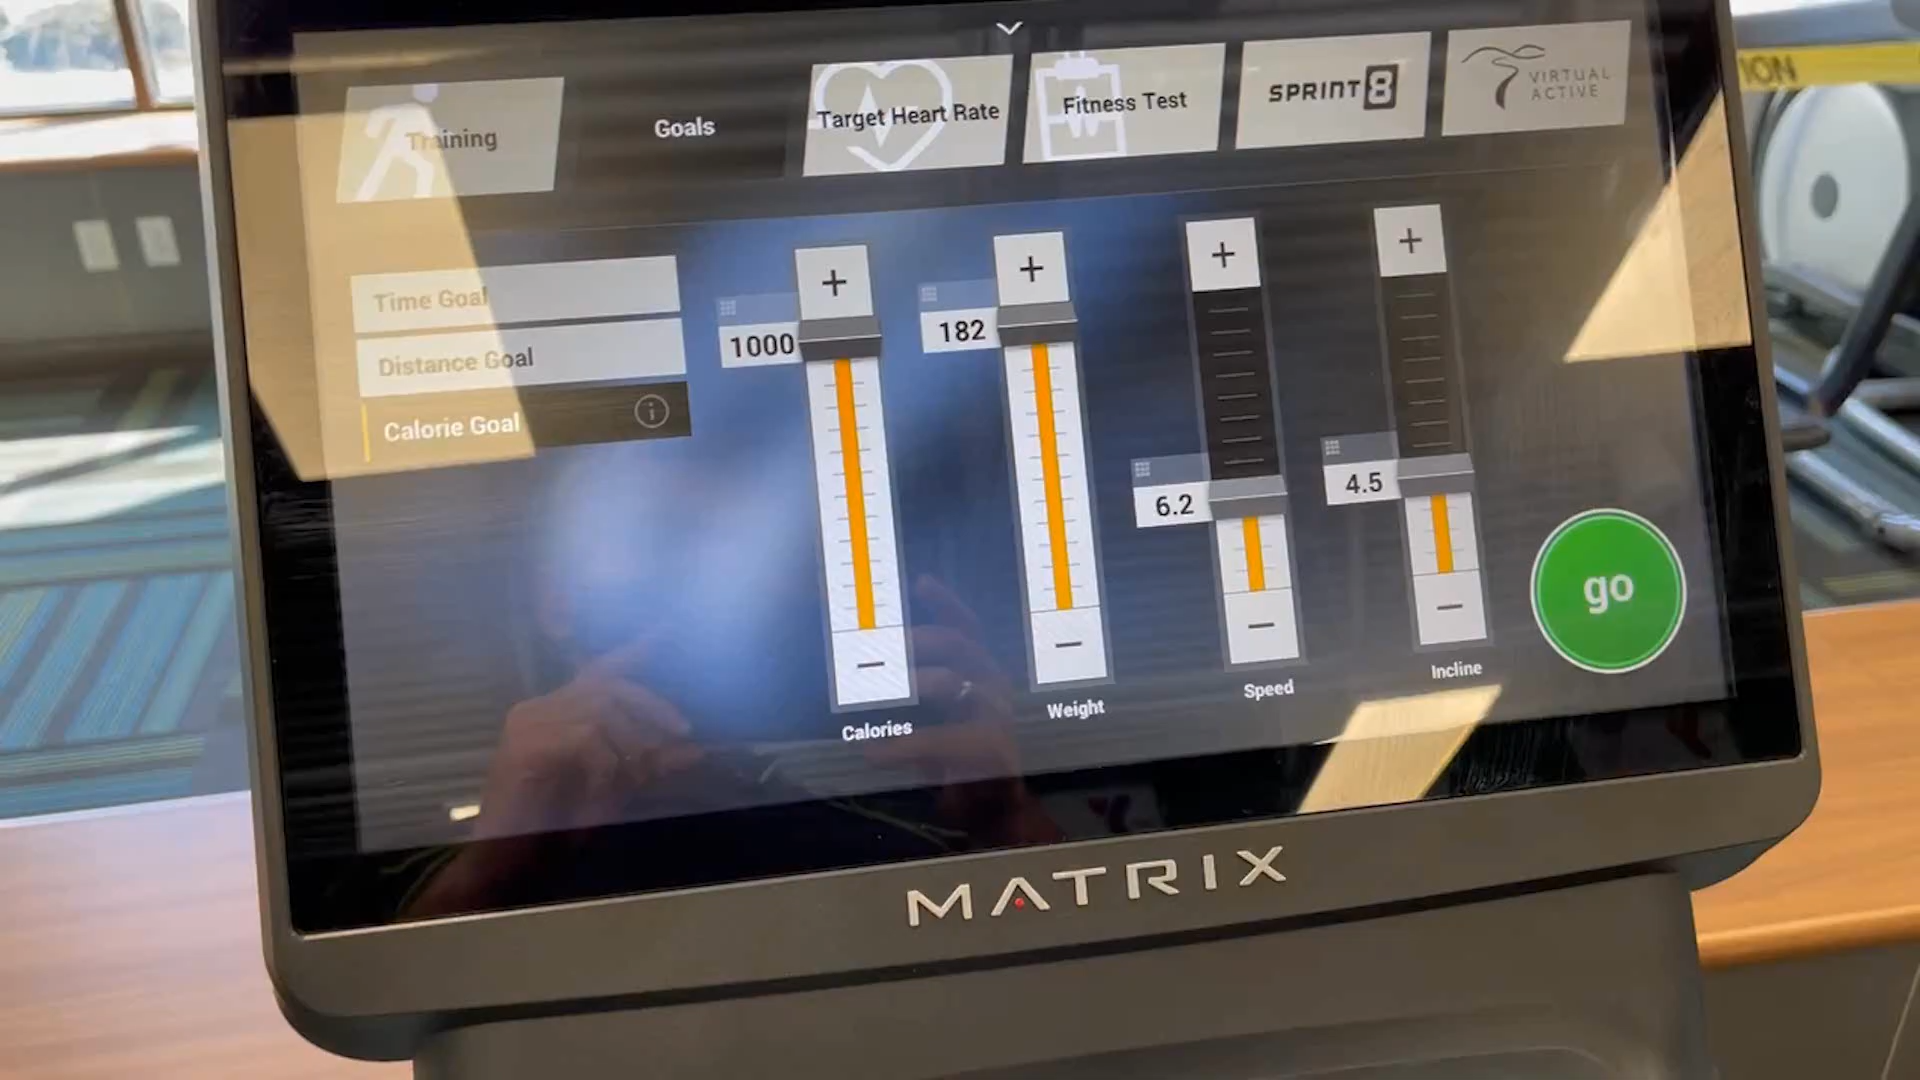 Training
Goals
Target Heart Rate
Fitness Test
SPRINT 8
VIRTUAL
ACTIVE
Time Goal
Distance Goal
Calorie Goal
i
+
+
+
+
1000
182
6.2
4.5
−
−
−
−
Calories
Weight
Speed
Incline
go
MATRIX
ION